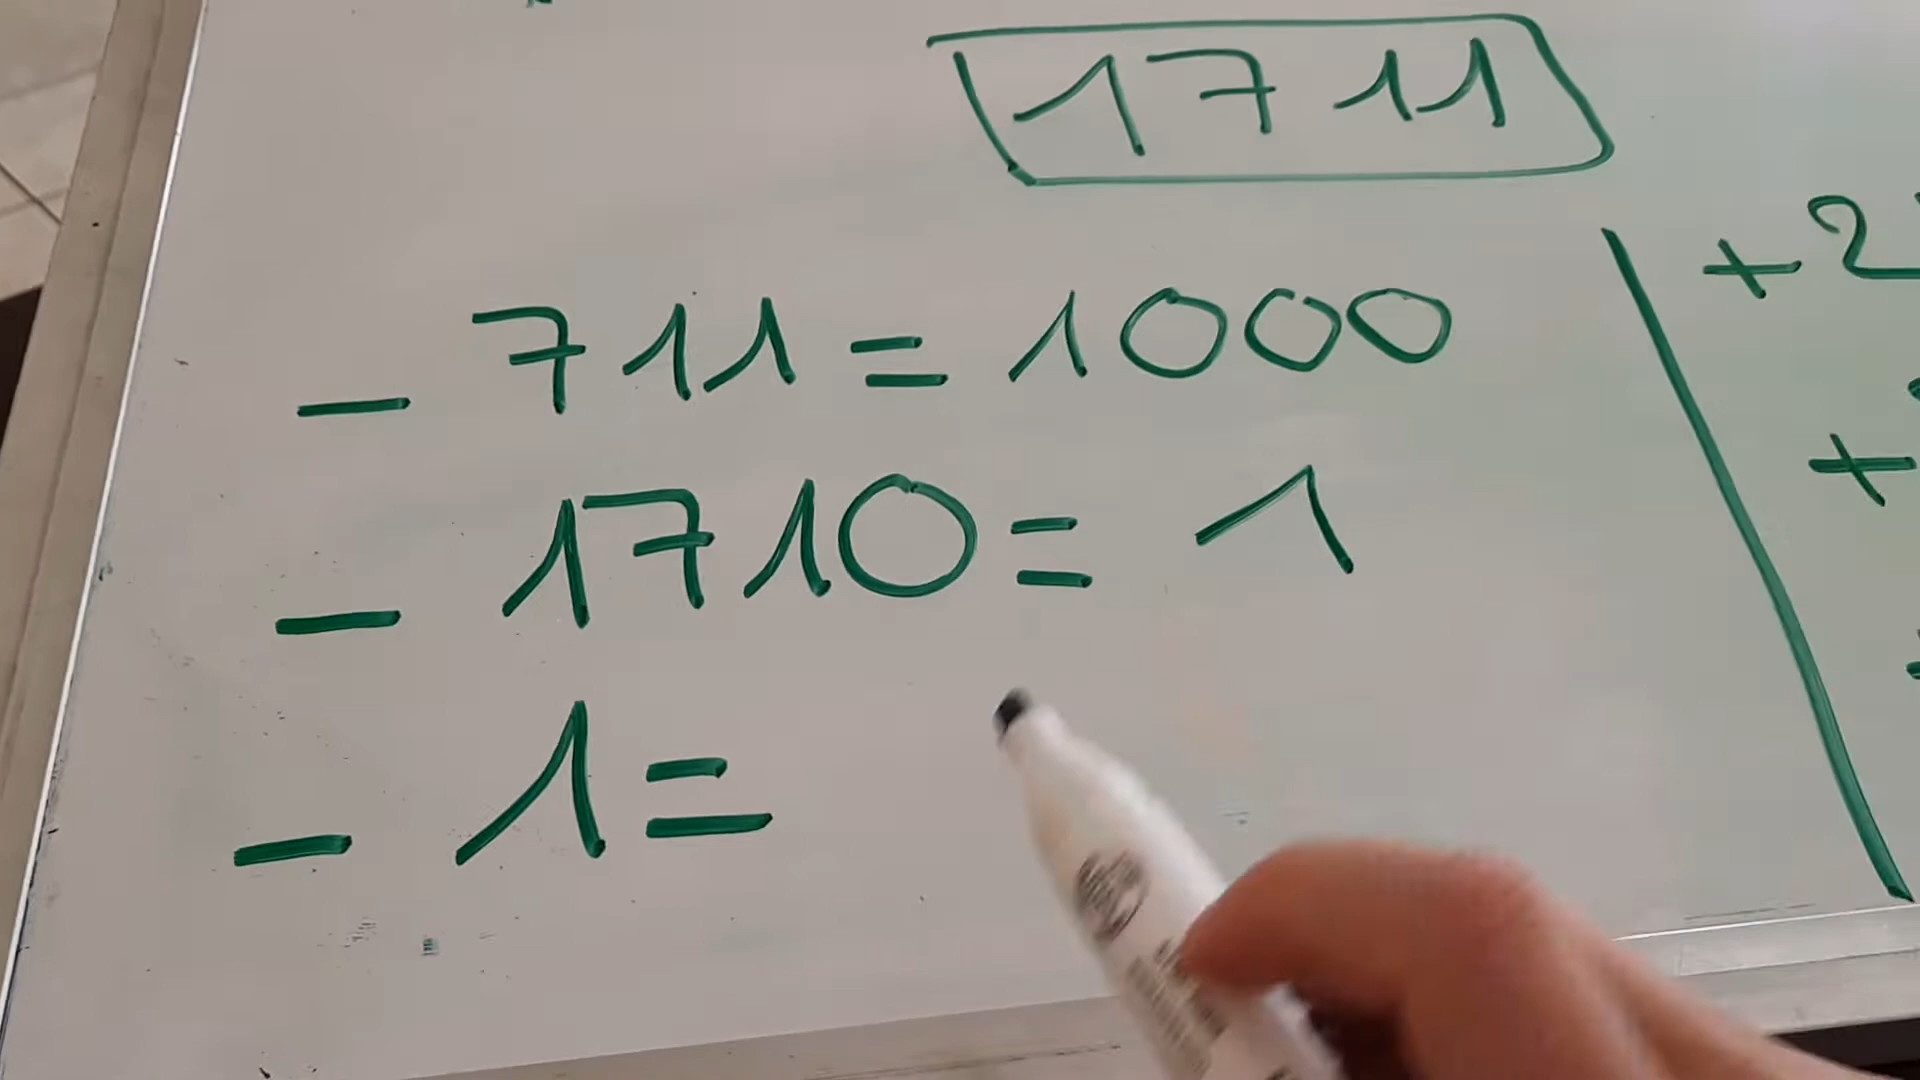 1711
- 711 = 1000
- 1710 = 1
- 1 =
+ 2
+